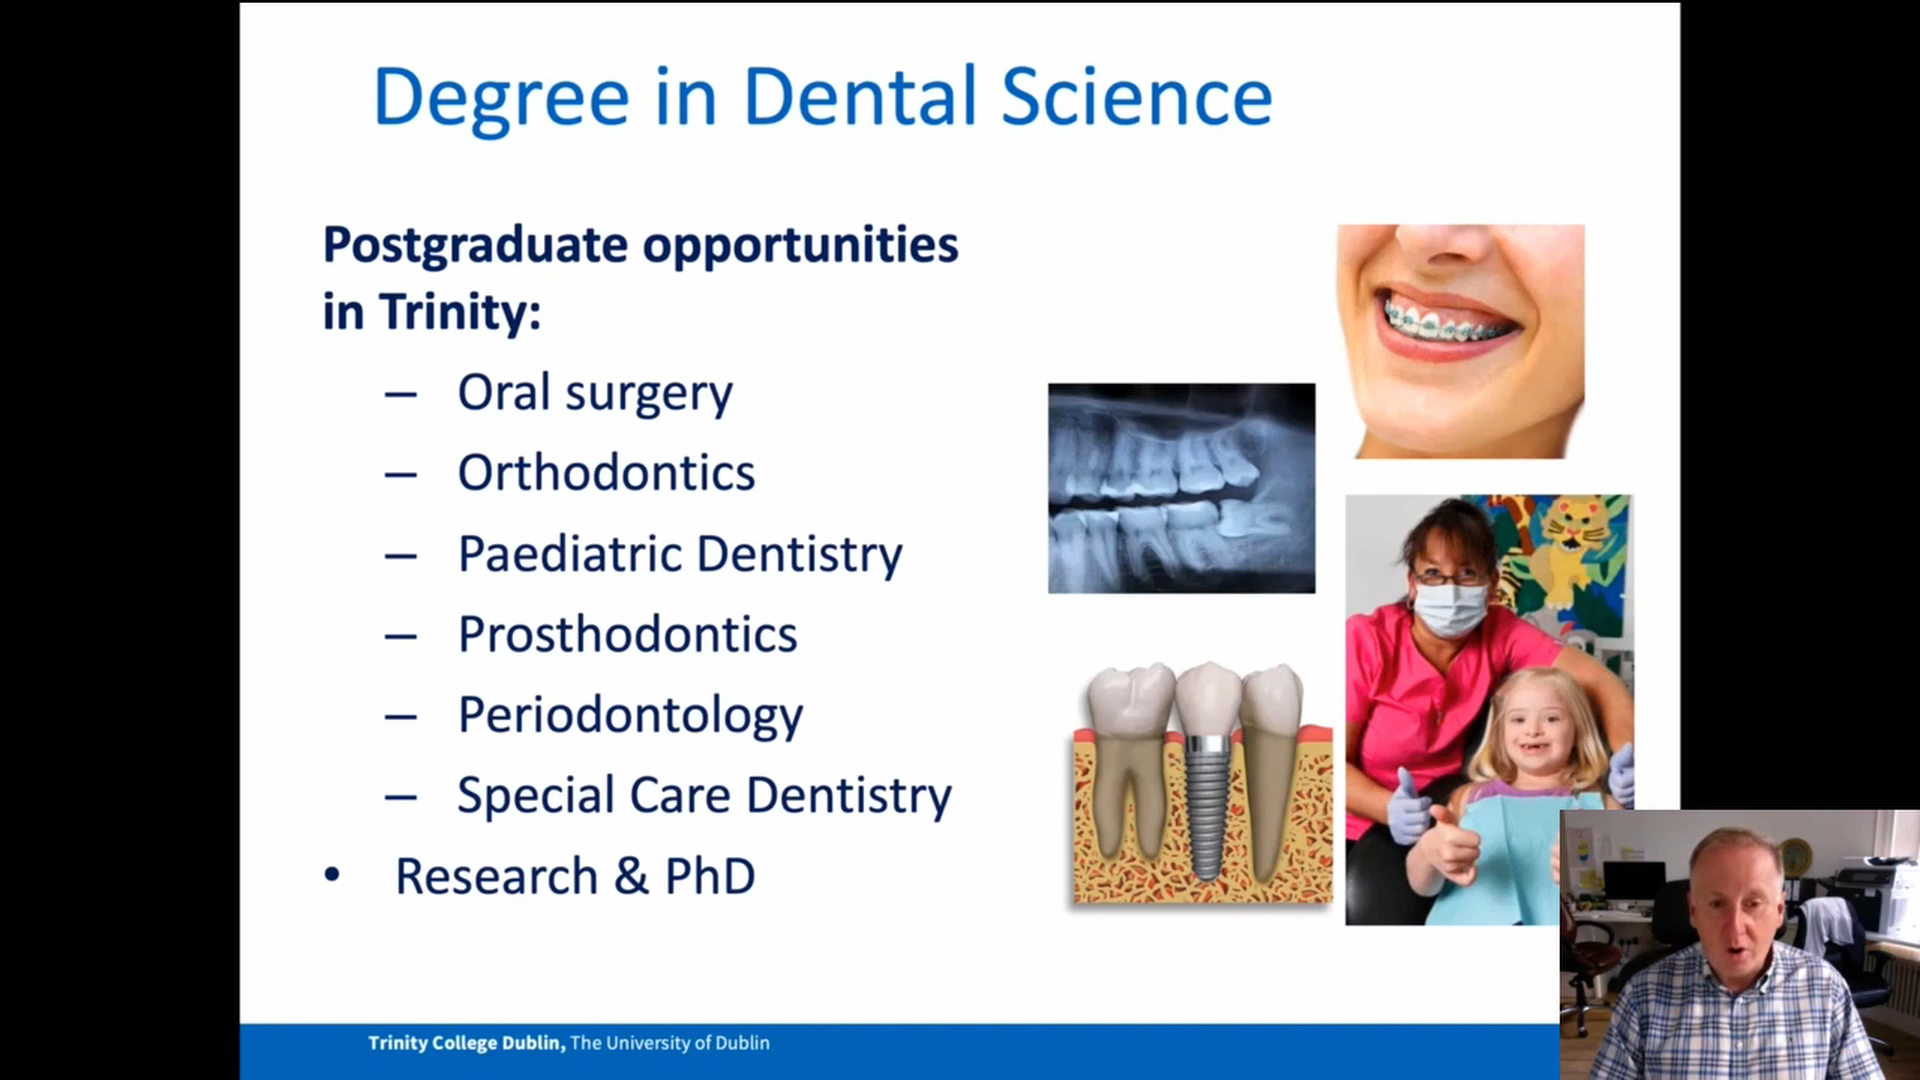 Degree in Dental Science
Postgraduate opportunities
in Trinity:
– Oral surgery
– Orthodontics
– Paediatric Dentistry
– Prosthodontics
– Periodontology
– Special Care Dentistry
• Research & PhD
Trinity College Dublin, The University of Dublin